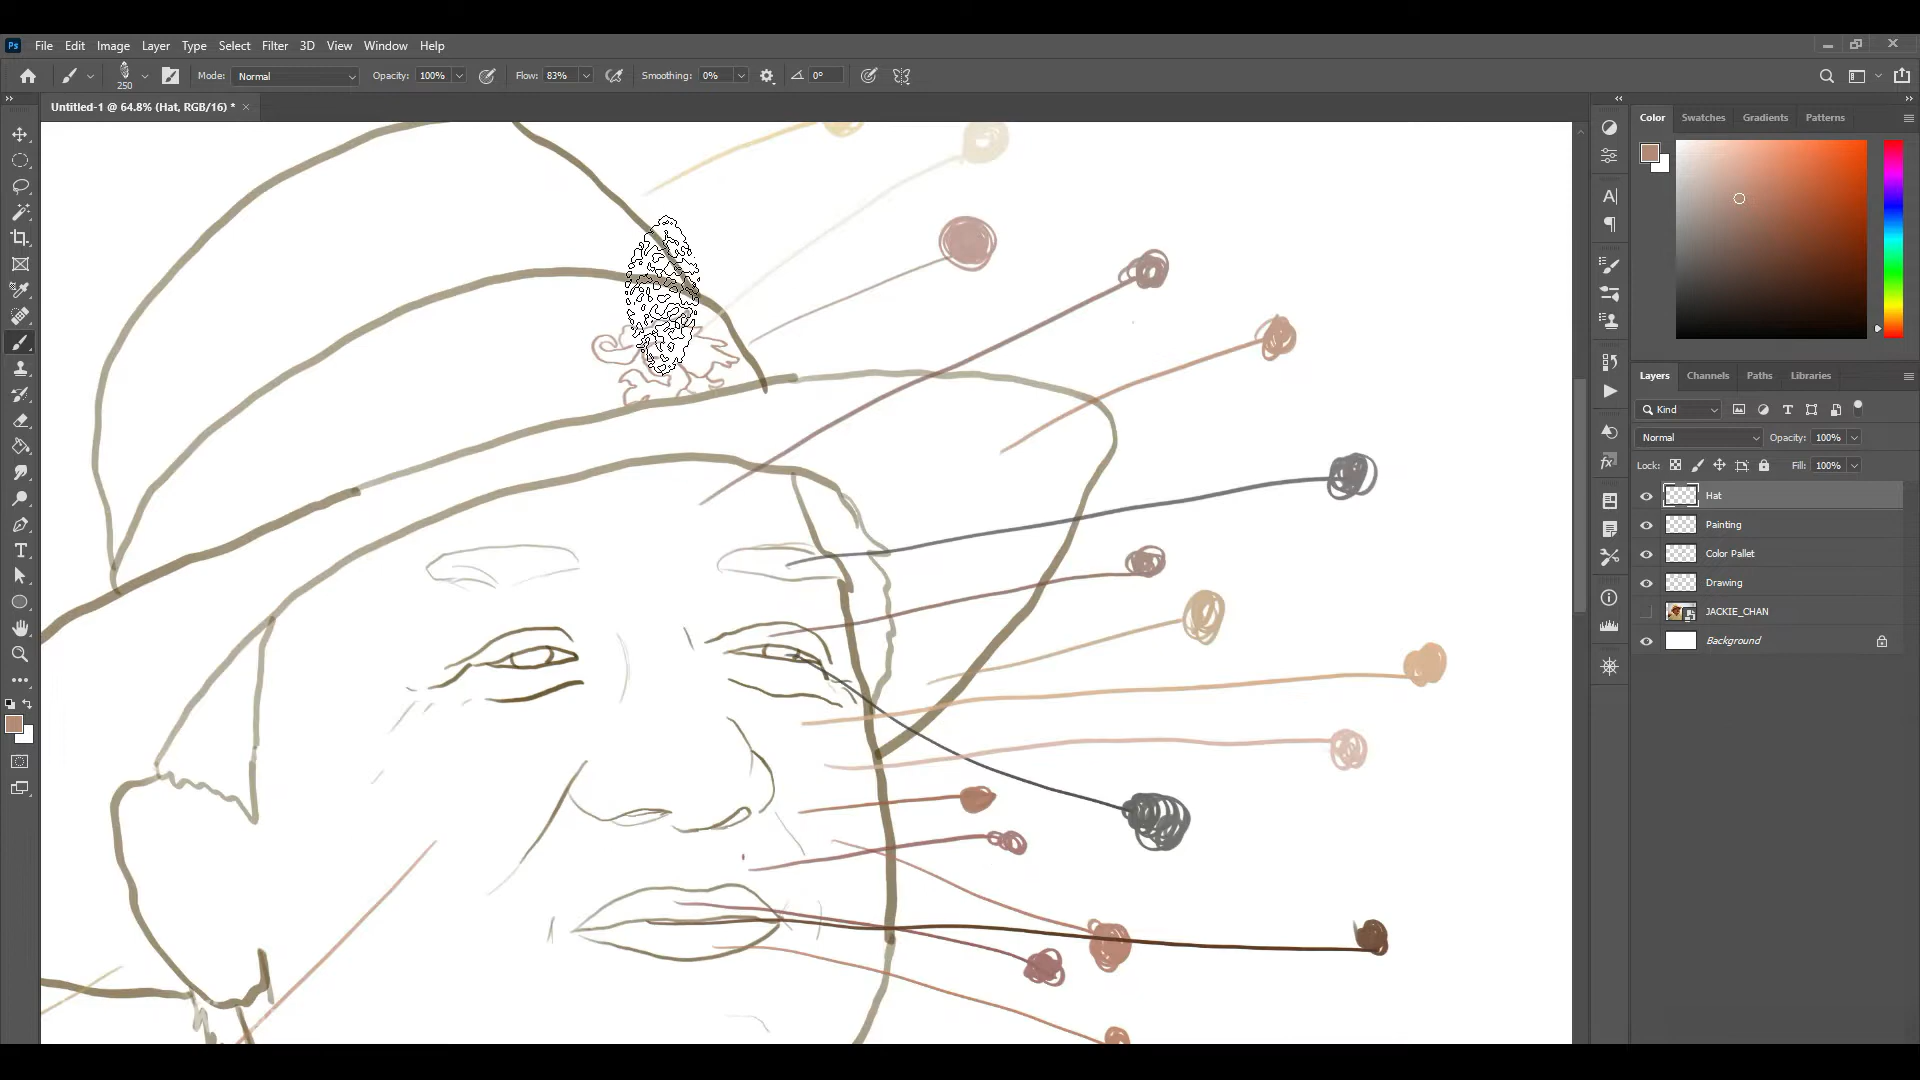 Ps File Edit Image Layer Type Select Filter 3D View Window Help
250 Mode: Normal Opacity: 100% Flow: 83% Smoothing: 0% 0°
Untitled-1 @ 64.8% (Hat, RGB/16) *
Color Swatches Gradients Patterns
Layers Channels Paths Libraries
Kind
Normal Opacity: 100%
Lock: Fill: 100%
Hat
Painting
Color Pallet
Drawing
JACKIE_CHAN
Background